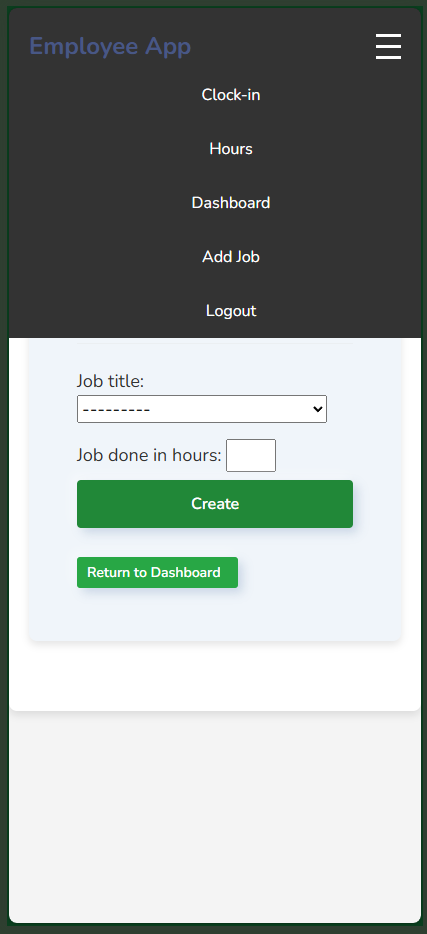 Employee App
Clock-in
Hours
Dashboard
Add Job
Logout
Job title:
---------
Job done in hours:
Create
Return to Dashboard